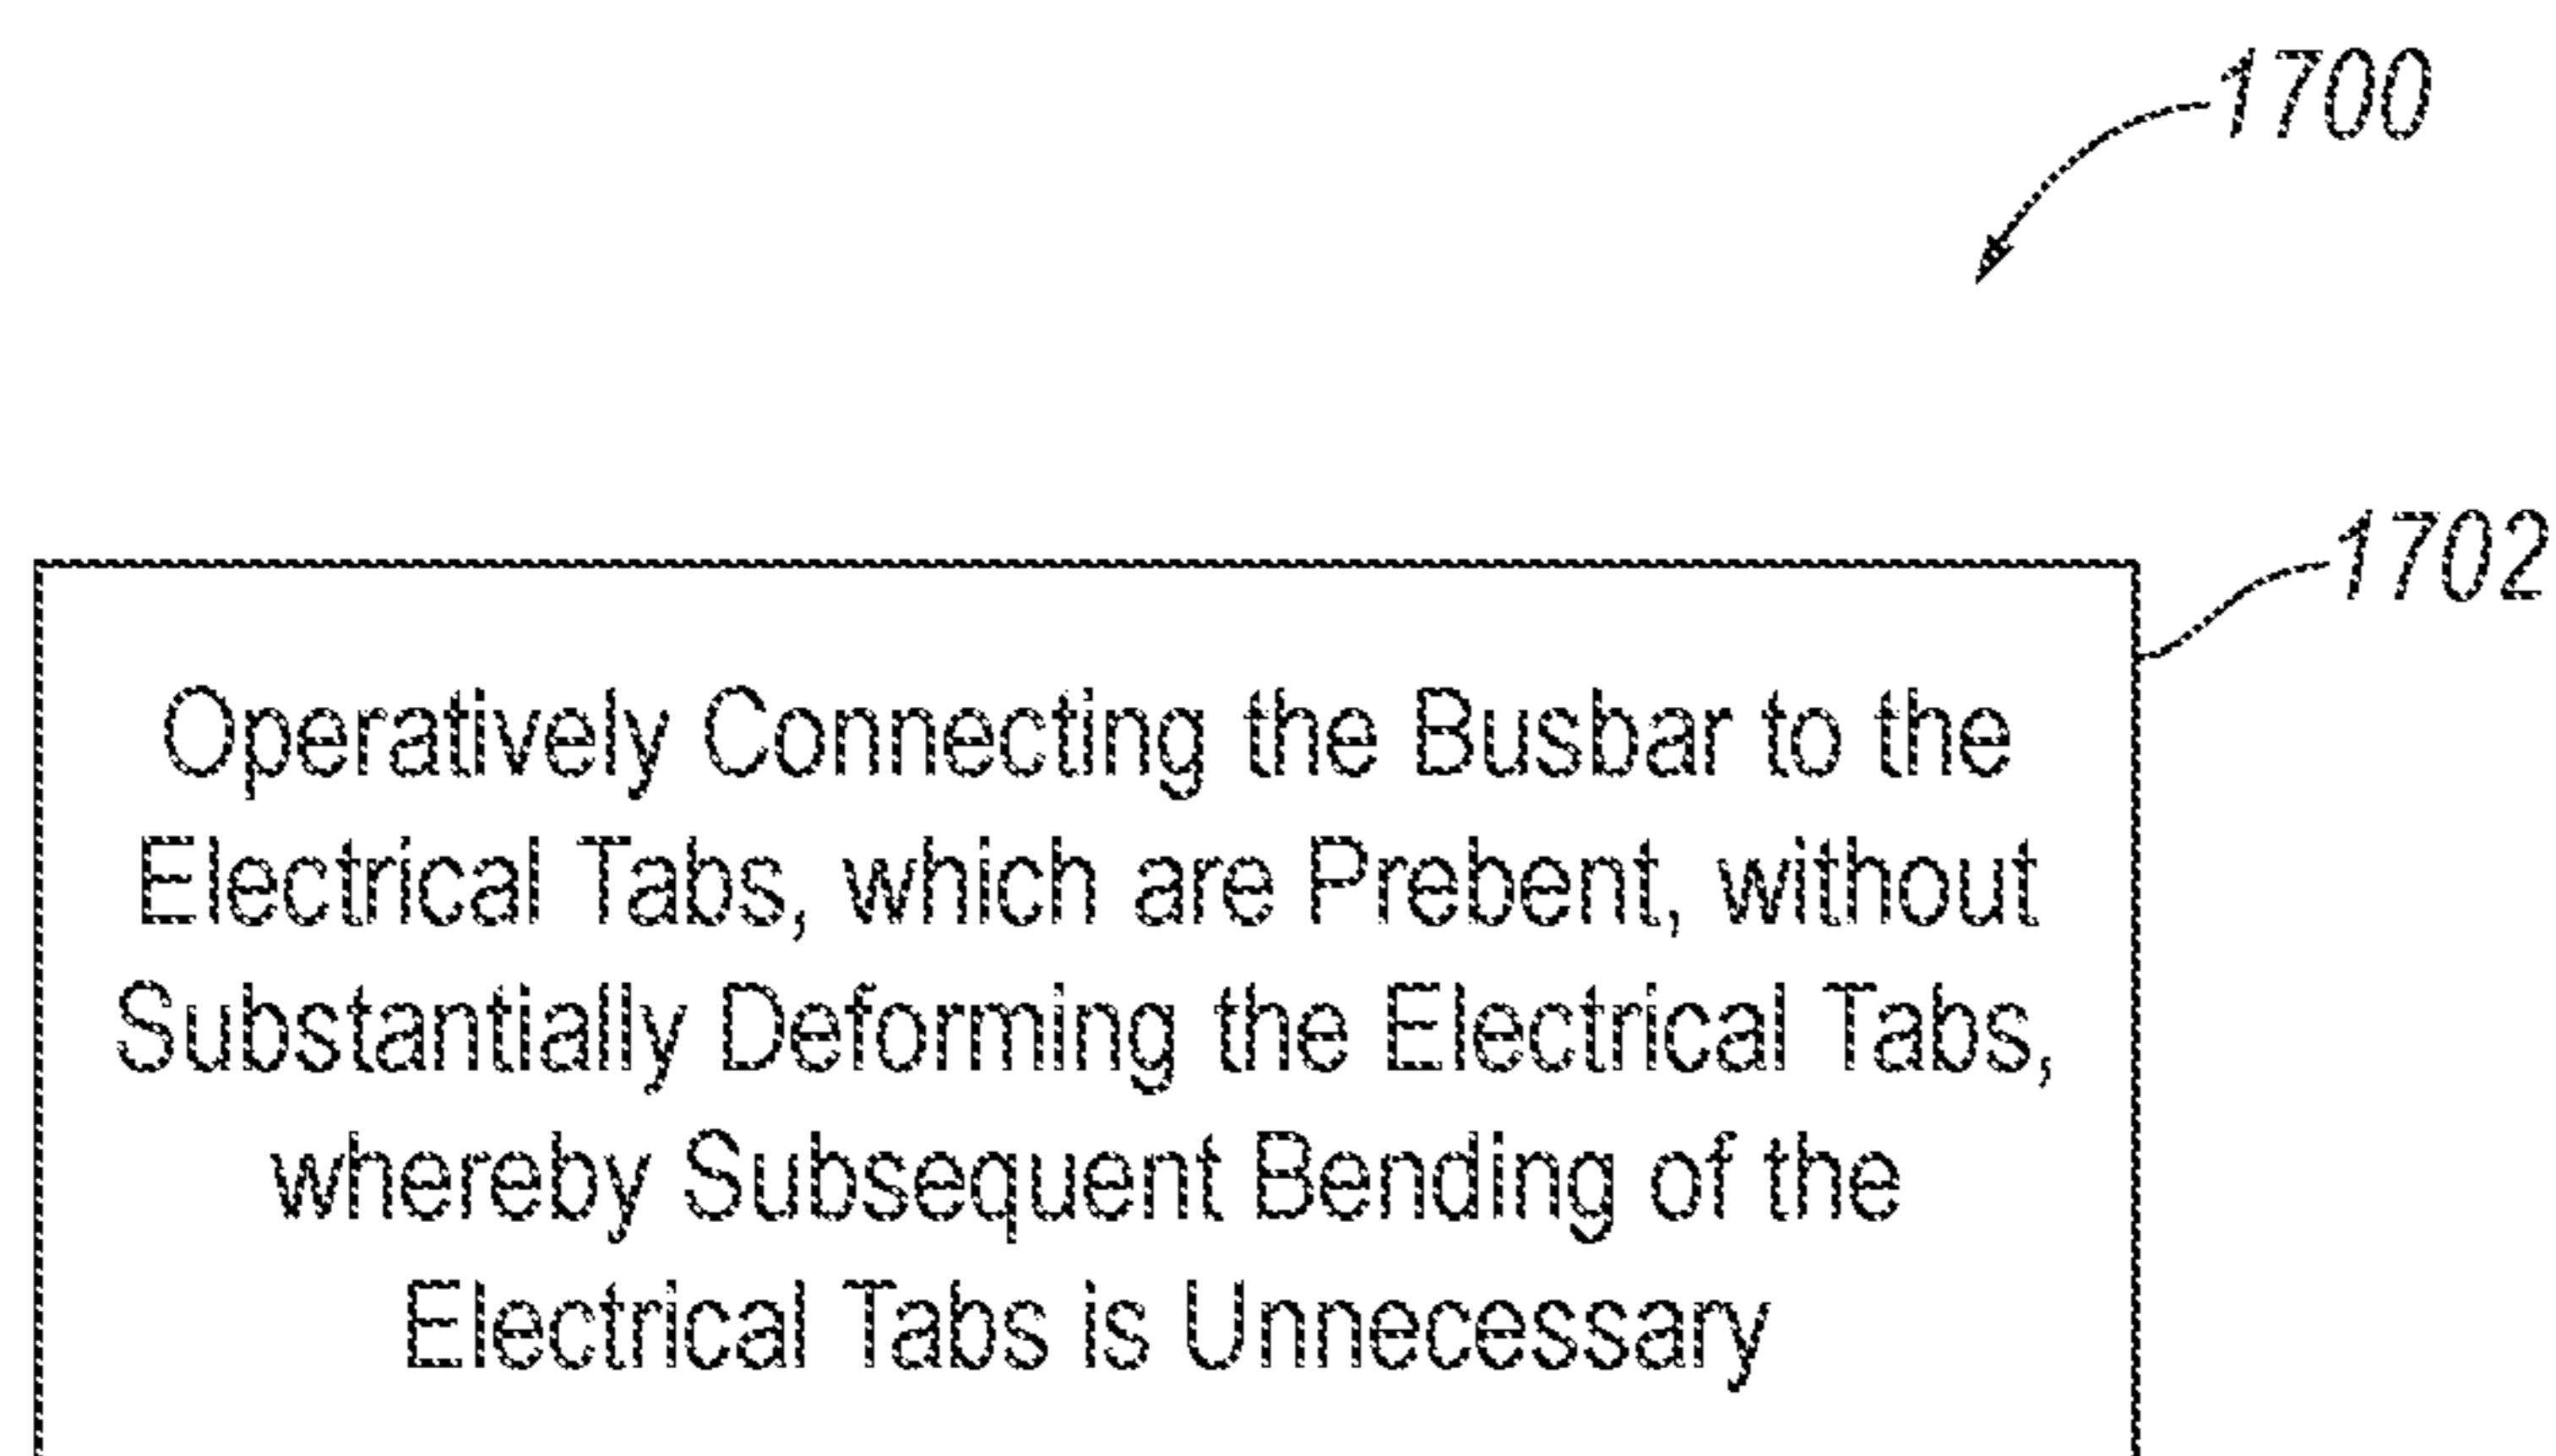 1700
1702
Operatively Connecting the Busbar to the
Electrical Tabs, which are Prebent, without
Substantially Deforming the Electrical Tabs,
whereby Subsequent Bending of the
Electrical Tabs is Unnecessary